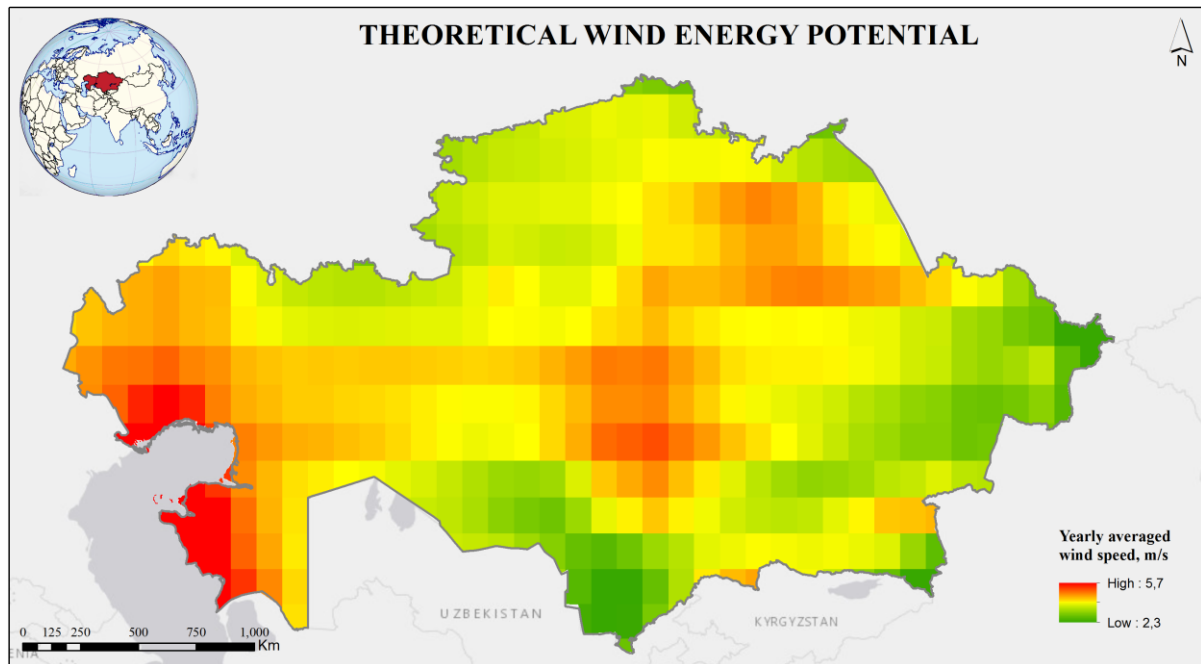 THEORETICAL WIND ENERGY POTENTIAL
N
Yearly averaged
wind speed, m/s
High : 5,7
Low : 2,3
UZBEKISTAN
KYRGYZSTAN
0 125 250 500 750 1,000
Km
ENIA